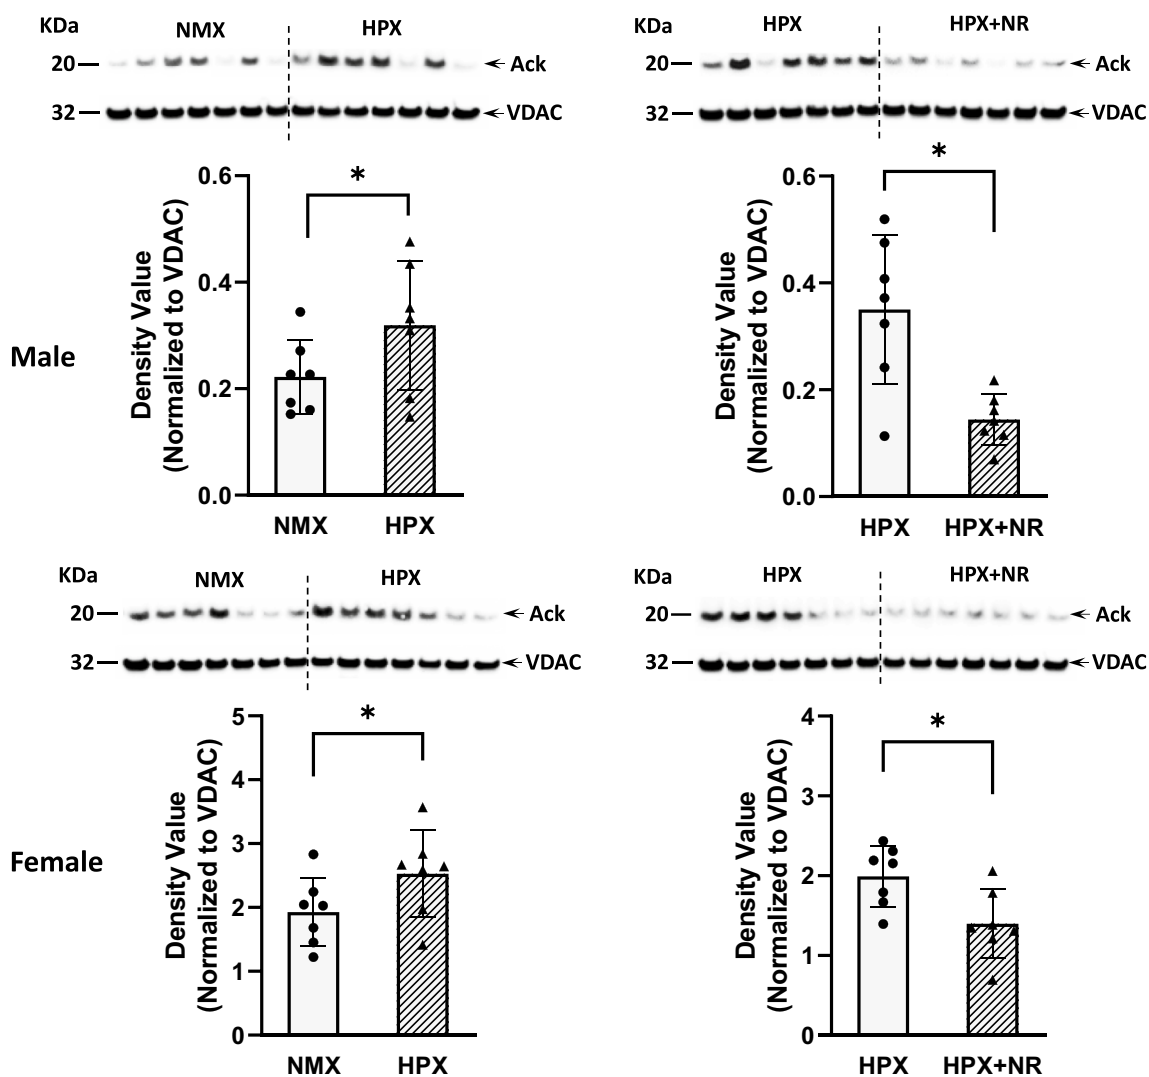 KDa NMX HPX
20 Ack
32 VDAC
KDa HPX HPX+NR
20 Ack
32 VDAC
Male
Density Value
(Normalized to VDAC)
0.6
0.4
0.2
0.0
*
NMX HPX
Density Value
(Normalized to VDAC)
0.6
0.4
0.2
0.0
*
HPX HPX+NR
KDa NMX HPX
20 Ack
32 VDAC
KDa HPX HPX+NR
20 Ack
32 VDAC
Female
Density Value
(Normalized to VDAC)
5
4
3
2
1
0
*
NMX HPX
Density Value
(Normalized to VDAC)
4
3
2
1
0
*
HPX HPX+NR